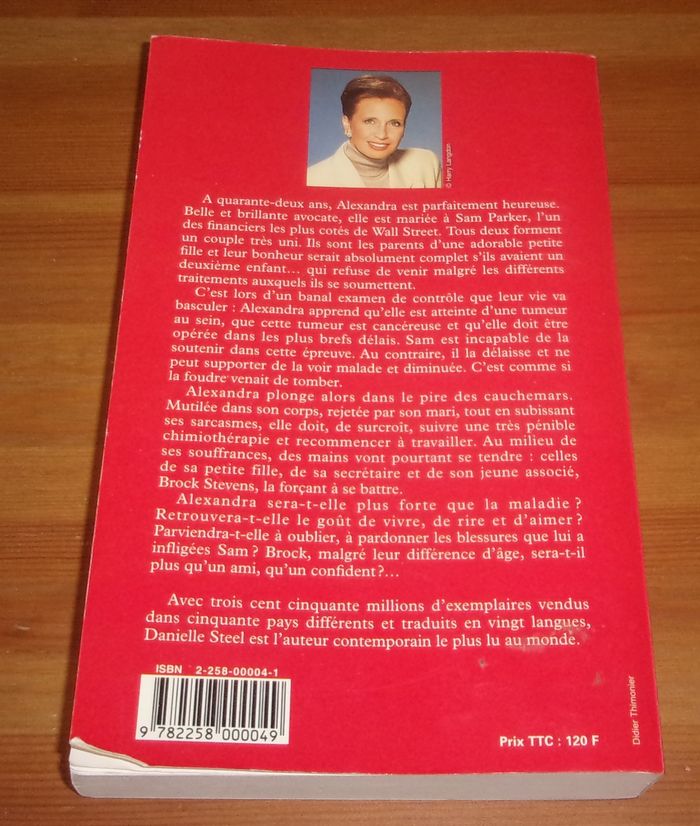 © Harry Langdon
A quarante-deux ans, Alexandra est parfaitement heureuse.
Belle et brillante avocate, elle est mariée à Sam Parker, l'un
des financiers les plus cotés de Wall Street. Tous deux forment
un couple très uni. Ils sont les parents d'une adorable petite
fille et leur bonheur serait absolument complet s'ils avaient un
deuxième enfant... qui refuse de venir malgré les différents
traitements auxquels ils se soumettent.
C'est lors d'un banal examen de contrôle que leur vie va
basculer : Alexandra apprend qu'elle est atteinte d'une tumeur
au sein, que cette tumeur est cancéreuse et qu'elle doit être
opérée dans les plus brefs délais. Sam est incapable de la
soutenir dans cette épreuve. Au contraire, il la délaisse et ne
peut supporter de la voir malade et diminuée. C'est comme si
la foudre venait de tomber.
Alexandra plonge alors dans le pire des cauchemars.
Mutilée dans son corps, rejetée par son mari, tout en subissant
ses sarcasmes, elle doit, de surcroît, suivre une très pénible
chimiothérapie et recommencer à travailler. Au milieu de
ses souffrances, des mains vont pourtant se tendre : celles
de sa petite fille, de sa secrétaire et de son jeune associé,
Brock Stevens, la forçant à se battre.
Alexandra sera-t-elle plus forte que la maladie ?
Retrouvera-t-elle le goût de vivre, de rire et d'aimer ?
Parviendra-t-elle à oublier, à pardonner les blessures que lui a
infligées Sam ? Brock, malgré leur différence d'âge, sera-t-il
plus qu'un ami, qu'un confident ?...
Avec trois cent cinquante millions d'exemplaires vendus
dans cinquante pays différents et traduits en vingt langues,
Danielle Steel est l'auteur contemporain le plus lu au monde.
ISBN 2-258-00004-1
9 782258 000049
Prix TTC : 120 F
Didier Thimonier